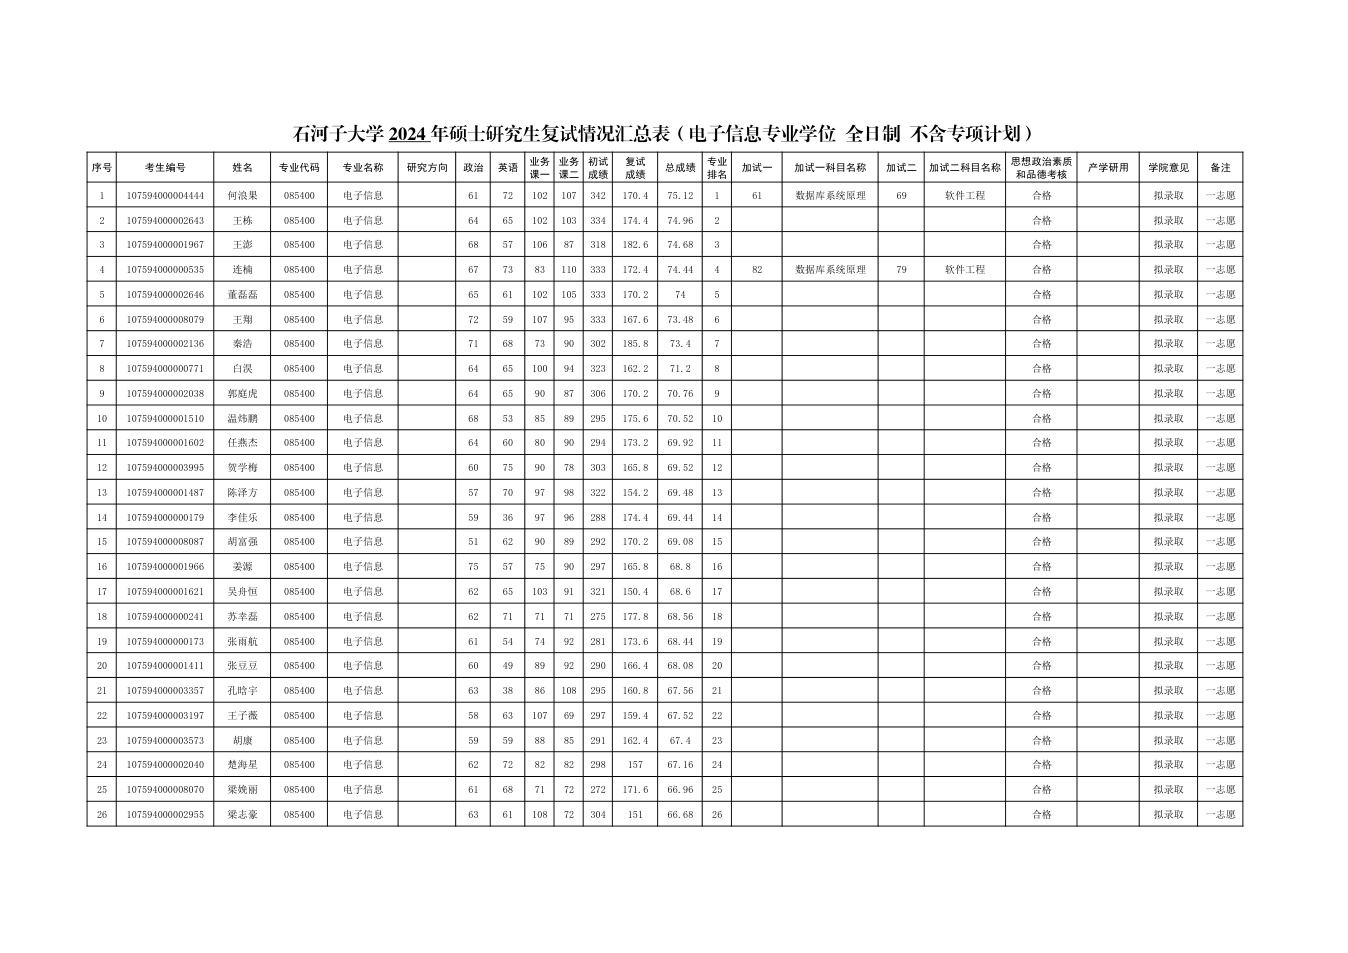 石河子大学 2024 年硕士研究生复试情况汇总表（电子信息专业学位 全日制 不含专项计划）
序号 考生编号 姓名 专业代码 专业名称 研究方向 政治 英语 业务课一 业务课二 初试成绩 复试成绩 总成绩 专业排名 加试一 加试一科目名称 加试二 加试二科目名称 思想政治素质和品德考核 产学研用 学院意见 备注
1 107594000004444 何浪果 085400 电子信息 61 72 102 107 342 170.4 75.12 1 61 数据库系统原理 69 软件工程 合格 拟录取 一志愿
2 107594000002643 王栋 085400 电子信息 64 65 102 103 334 174.4 74.96 2 合格 拟录取 一志愿
3 107594000001967 王澎 085400 电子信息 68 57 106 87 318 182.6 74.68 3 合格 拟录取 一志愿
4 107594000000535 连楠 085400 电子信息 67 73 83 110 333 172.4 74.44 4 82 数据库系统原理 79 软件工程 合格 拟录取 一志愿
5 107594000002646 董磊磊 085400 电子信息 65 61 102 105 333 170.2 74 5 合格 拟录取 一志愿
6 107594000008079 王翔 085400 电子信息 72 59 107 95 333 167.6 73.48 6 合格 拟录取 一志愿
7 107594000002136 秦浩 085400 电子信息 71 68 73 90 302 185.8 73.4 7 合格 拟录取 一志愿
8 107594000000771 白淏 085400 电子信息 64 65 100 94 323 162.2 71.2 8 合格 拟录取 一志愿
9 107594000002038 郭庭虎 085400 电子信息 64 65 90 87 306 170.2 70.76 9 合格 拟录取 一志愿
10 107594000001510 温炜鹏 085400 电子信息 68 53 85 89 295 175.6 70.52 10 合格 拟录取 一志愿
11 107594000001602 任燕杰 085400 电子信息 64 60 80 90 294 173.2 69.92 11 合格 拟录取 一志愿
12 107594000003995 贺学梅 085400 电子信息 60 75 90 78 303 165.8 69.52 12 合格 拟录取 一志愿
13 107594000001487 陈泽方 085400 电子信息 57 70 97 98 322 154.2 69.48 13 合格 拟录取 一志愿
14 107594000000179 李佳乐 085400 电子信息 59 36 97 96 288 174.4 69.44 14 合格 拟录取 一志愿
15 107594000008087 胡富强 085400 电子信息 51 62 90 89 292 170.2 69.08 15 合格 拟录取 一志愿
16 107594000001966 姜源 085400 电子信息 75 57 75 90 297 165.8 68.8 16 合格 拟录取 一志愿
17 107594000001621 吴舟恒 085400 电子信息 62 65 103 91 321 150.4 68.6 17 合格 拟录取 一志愿
18 107594000000241 苏幸磊 085400 电子信息 62 71 71 71 275 177.8 68.56 18 合格 拟录取 一志愿
19 107594000000173 张雨航 085400 电子信息 61 54 74 92 281 173.6 68.44 19 合格 拟录取 一志愿
20 107594000001411 张豆豆 085400 电子信息 60 49 89 92 290 166.4 68.08 20 合格 拟录取 一志愿
21 107594000003357 孔晗宇 085400 电子信息 63 38 86 108 295 160.8 67.56 21 合格 拟录取 一志愿
22 107594000003197 王子薇 085400 电子信息 58 63 107 69 297 159.4 67.52 22 合格 拟录取 一志愿
23 107594000003573 胡康 085400 电子信息 59 59 88 85 291 162.4 67.4 23 合格 拟录取 一志愿
24 107594000002040 楚海星 085400 电子信息 62 72 82 82 298 157 67.16 24 合格 拟录取 一志愿
25 107594000008070 梁娩丽 085400 电子信息 61 68 71 72 272 171.6 66.96 25 合格 拟录取 一志愿
26 107594000002955 梁志豪 085400 电子信息 63 61 108 72 304 151 66.68 26 合格 拟录取 一志愿